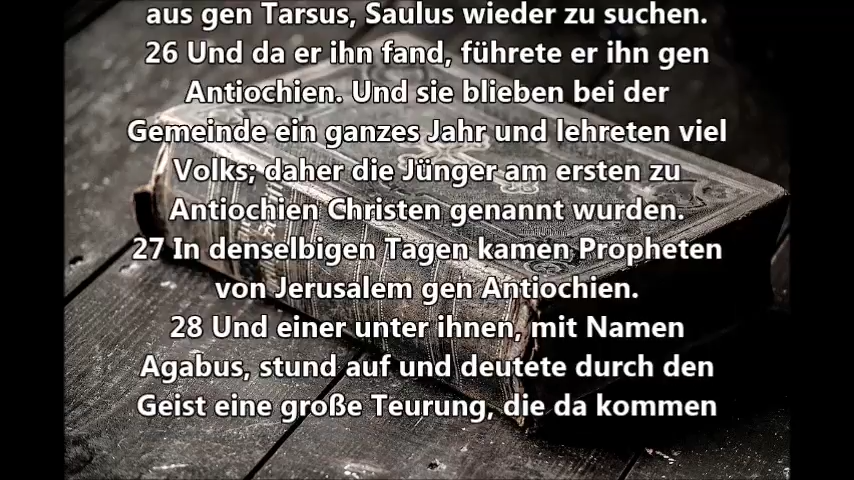 aus gen Tarsus, Saulus wieder zu suchen.
26 Und da er ihn fand, führete er ihn gen
Antiochien. Und sie blieben bei der
Gemeinde ein ganzes Jahr und lehreten viel
Volks; daher die Jünger am ersten zu
Antiochien Christen genannt wurden.
27 In denselbigen Tagen kamen Propheten
von Jerusalem gen Antiochien.
28 Und einer unter ihnen, mit Namen
Agabus, stund auf und deutete durch den
Geist eine große Teurung, die da kommen